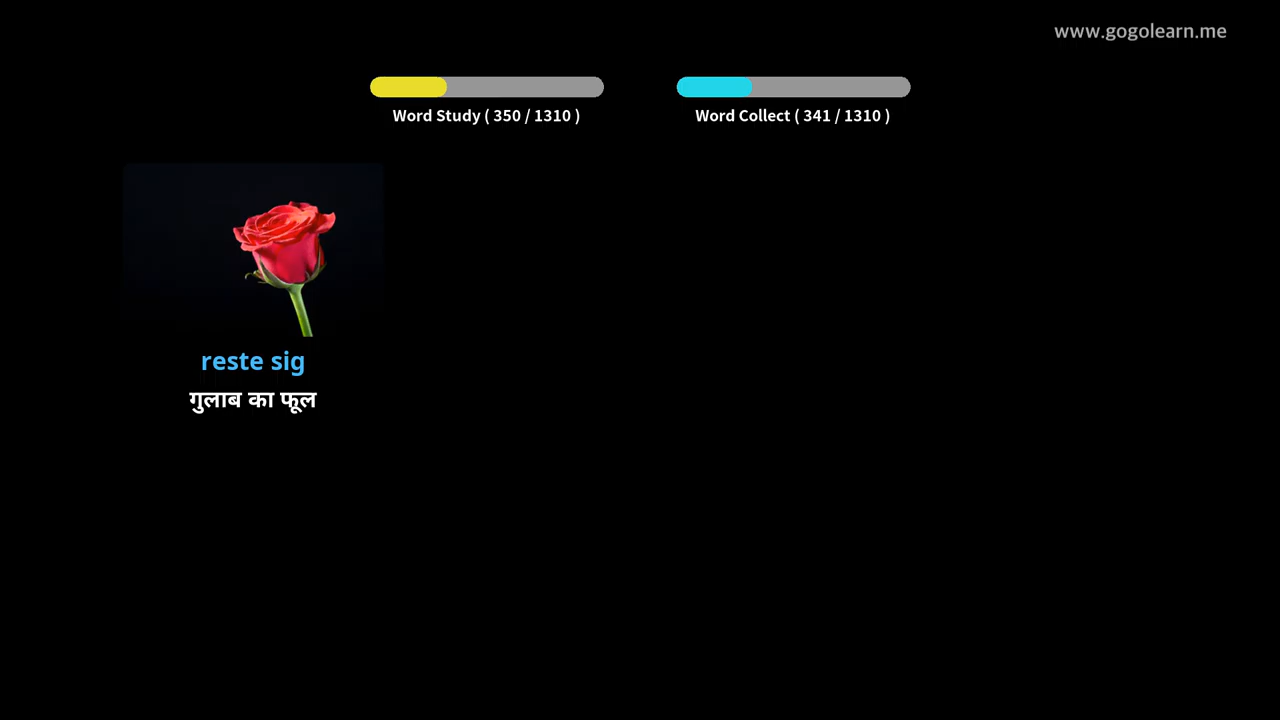 www.gogolearn.me
Word Study ( 350 / 1310 )
Word Collect ( 341 / 1310 )
reste sig
गुलाब का फूल